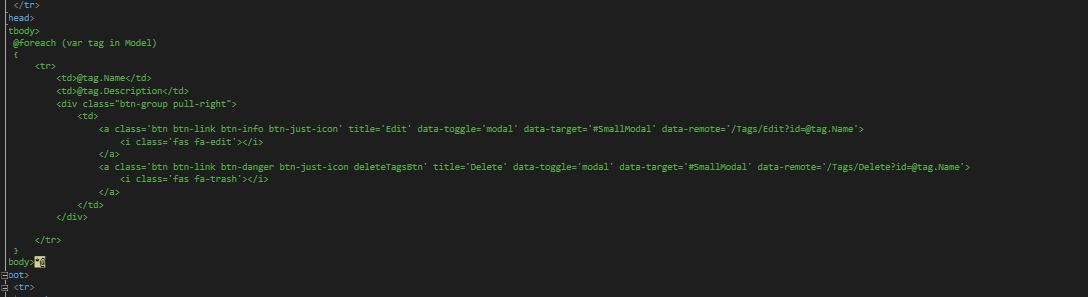 </tr>
head>
tbody>
@foreach (var tag in Model)
{
<tr>
<td>@tag.Name</td>
<td>@tag.Description</td>
<div class="btn-group pull-right">
<td>
<a class='btn btn-link btn-info btn-just-icon' title='Edit' data-toggle='modal' data-target='#SmallModal' data-remote='/Tags/Edit?id=@tag.Name'>
<i class='fas fa-edit'></i>
</a>
<a class='btn btn-link btn-danger btn-just-icon deleteTagsBtn' title='Delete' data-toggle='modal' data-target='#SmallModal' data-remote='/Tags/Delete?id=@tag.Name'>
<i class='fas fa-trash'></i>
</a>
</td>
</div>
</tr>
}
body>*@
oot>
<tr>